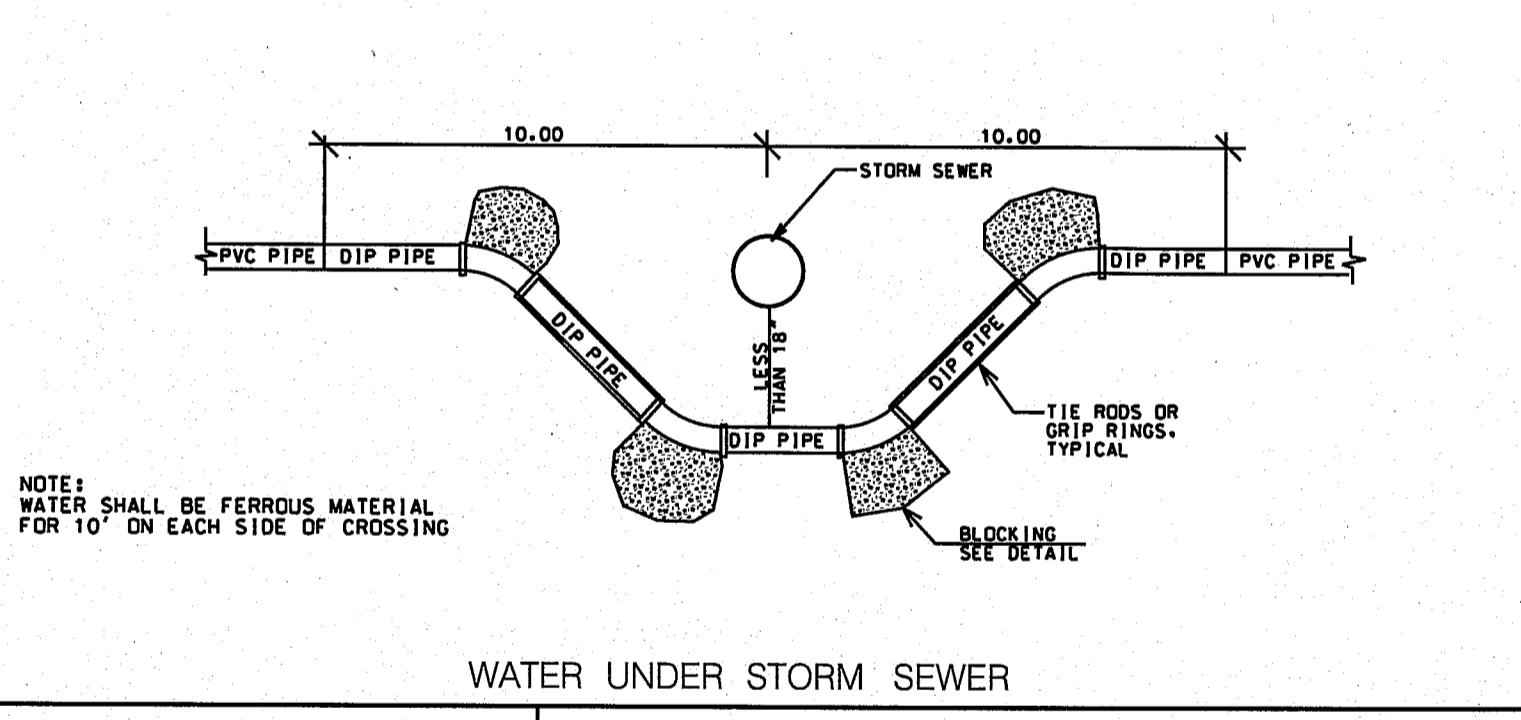 10.00
10.00
STORM SEWER
PVC PIPE
DIP PIPE
DIP PIPE
PVC PIPE
DIP PIPE
DIP PIPE
LESS
THAN 18"
DIP PIPE
TIE RODS OR
GRIP RINGS.
TYPICAL
NOTE:
WATER SHALL BE FERROUS MATERIAL
FOR 10' ON EACH SIDE OF CROSSING
BLOCKING
SEE DETAIL
WATER UNDER STORM SEWER